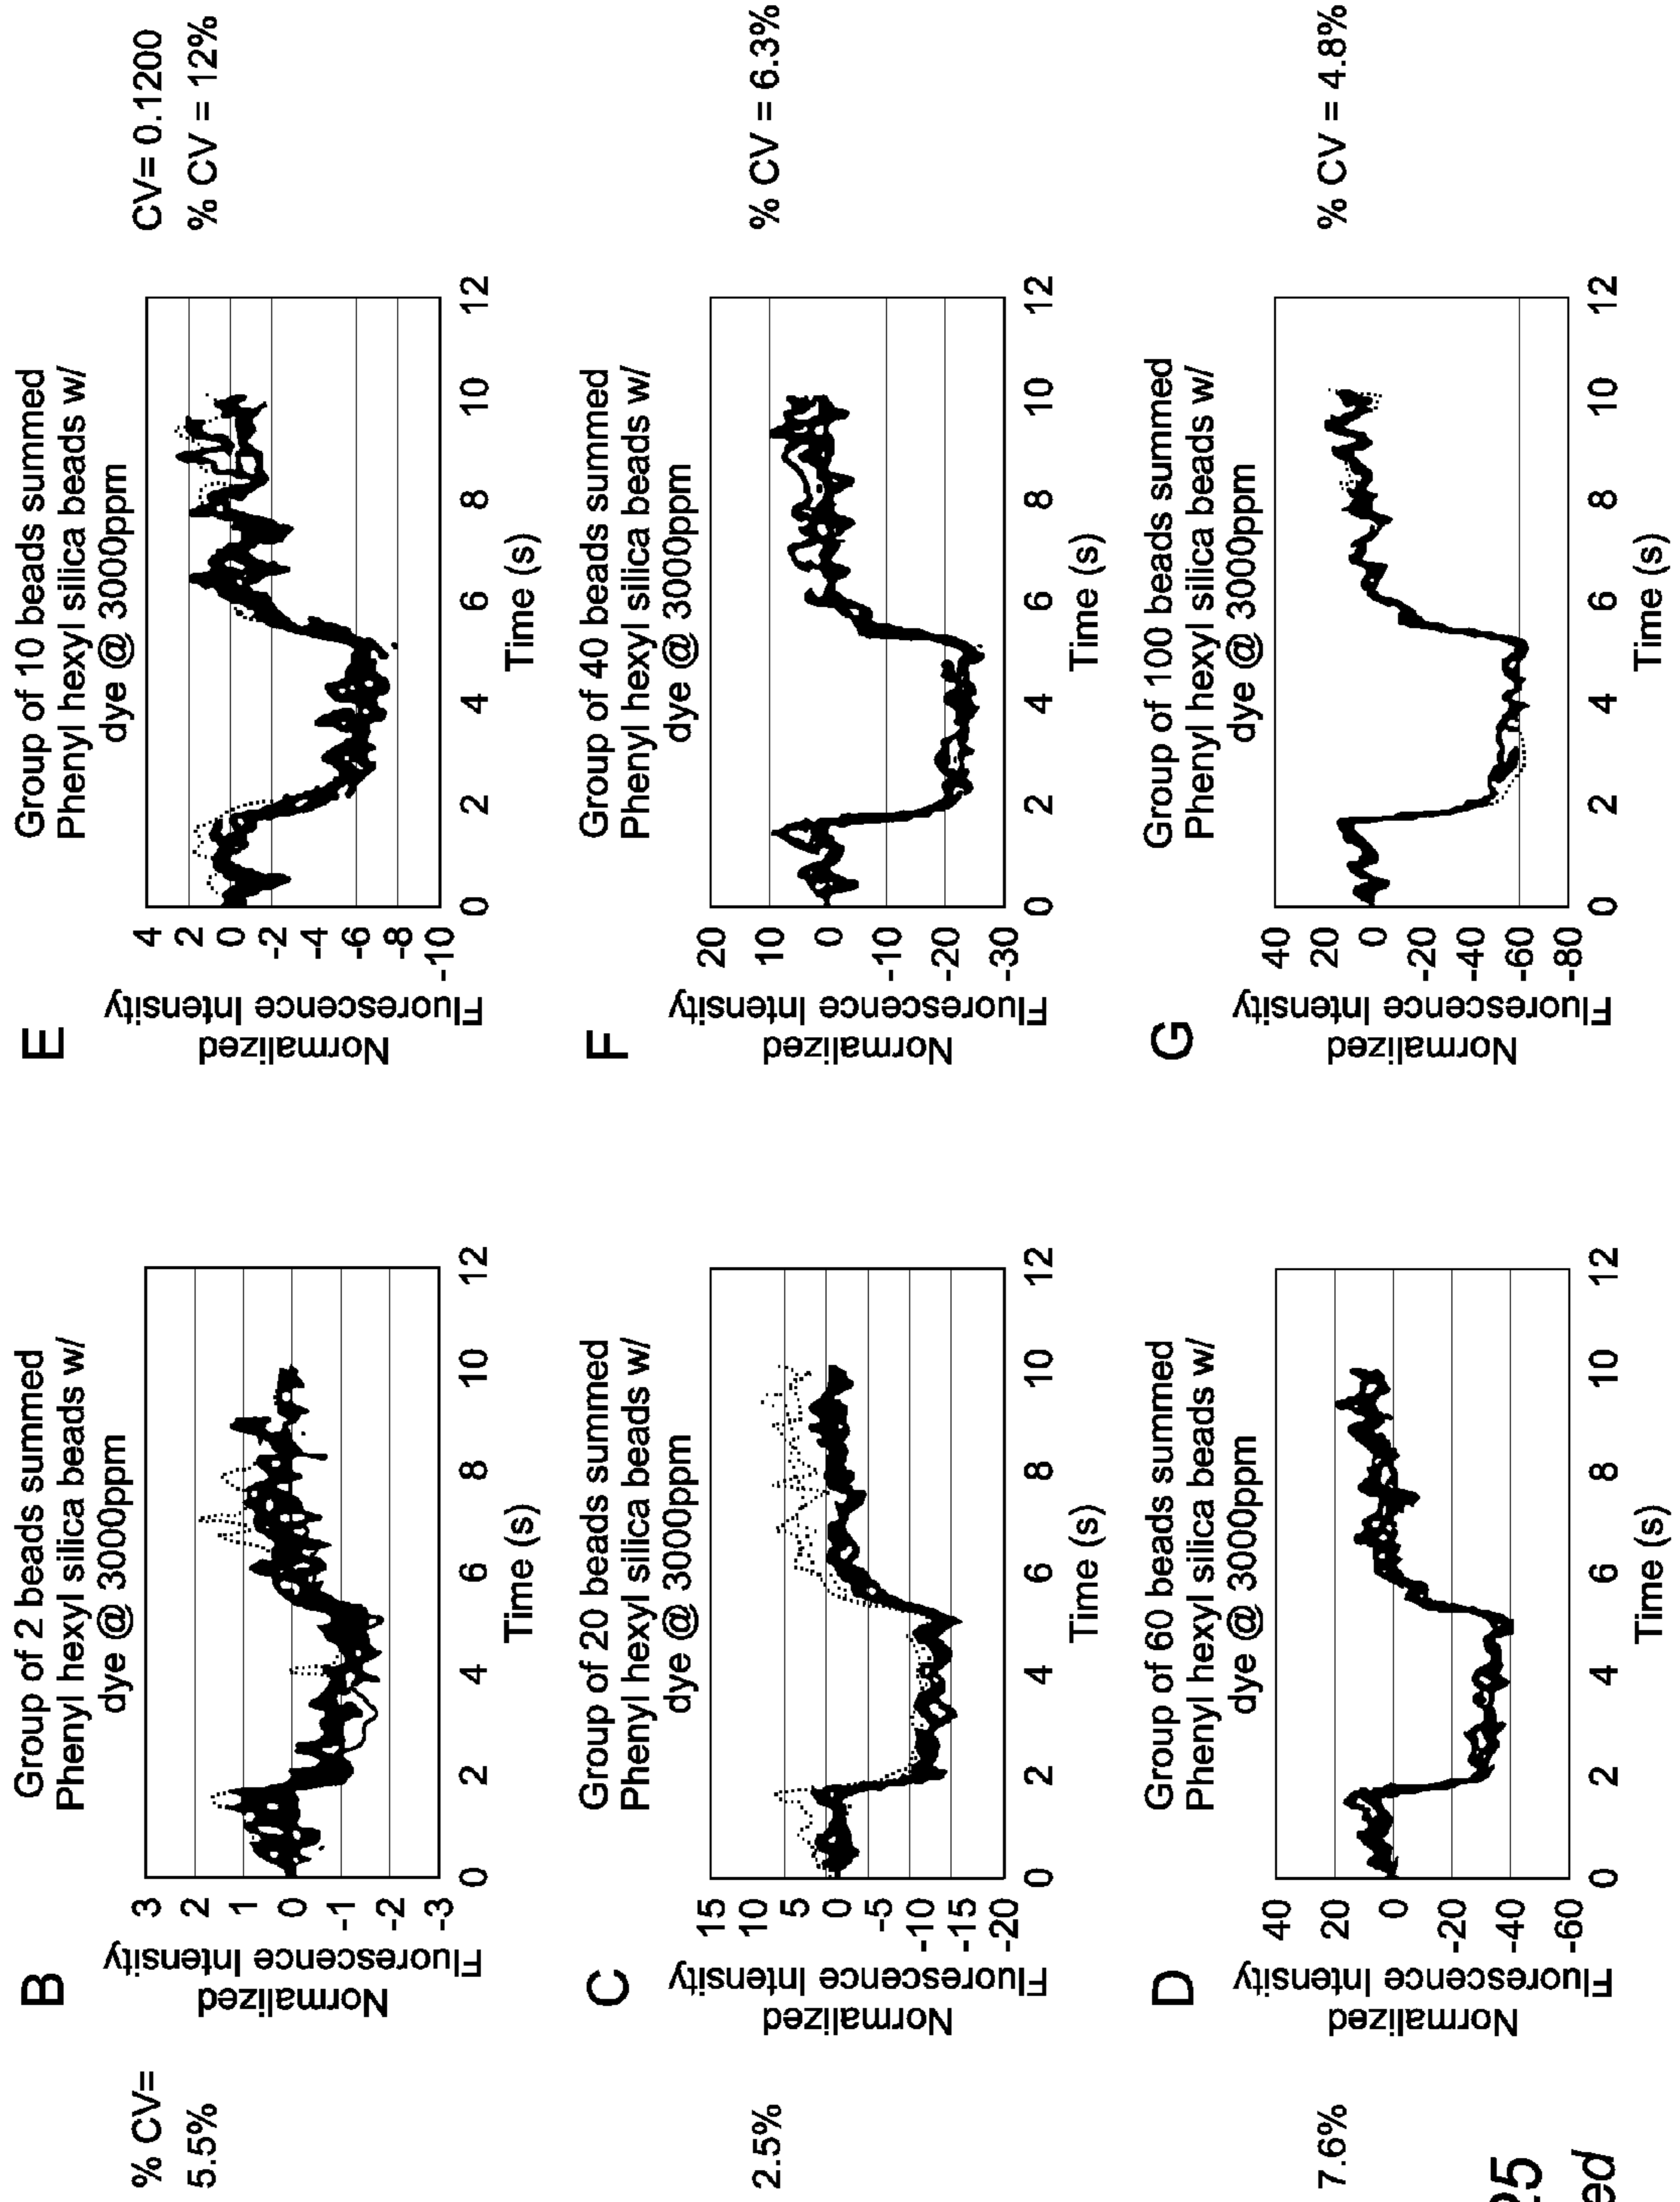 B
Group of 2 beads summed
Phenyl hexyl silica beads w/
dye @ 3000ppm
% CV=
5.5%
Normalized
Fluorescence Intensity
3
2
1
0
-1
-2
-3
0 2 4 6 8 10 12
Time (s)
E
Group of 10 beads summed
Phenyl hexyl silica beads w/
dye @ 3000ppm
Normalized
Fluorescence Intensity
4
2
0
-2
-4
-6
-8
-10
0 2 4 6 8 10 12
Time (s)
CV= 0.1200
% CV = 12%
C
Group of 20 beads summed
Phenyl hexyl silica beads w/
dye @ 3000ppm
2.5%
Normalized
Fluorescence Intensity
15
10
5
0
-5
-10
-15
-20
0 2 4 6 8 10 12
Time (s)
F
Group of 40 beads summed
Phenyl hexyl silica beads w/
dye @ 3000ppm
Normalized
Fluorescence Intensity
20
10
0
-10
-20
-30
0 2 4 6 8 10 12
Time (s)
% CV = 6.3%
D
Group of 60 beads summed
Phenyl hexyl silica beads w/
dye @ 3000ppm
7.6%
Normalized
Fluorescence Intensity
40
20
0
-20
-40
-60
0 2 4 6 8 10 12
Time (s)
G
Group of 100 beads summed
Phenyl hexyl silica beads w/
dye @ 3000ppm
Normalized
Fluorescence Intensity
40
20
0
-20
-40
-60
-80
0 2 4 6 8 10 12
Time (s)
% CV = 4.8%